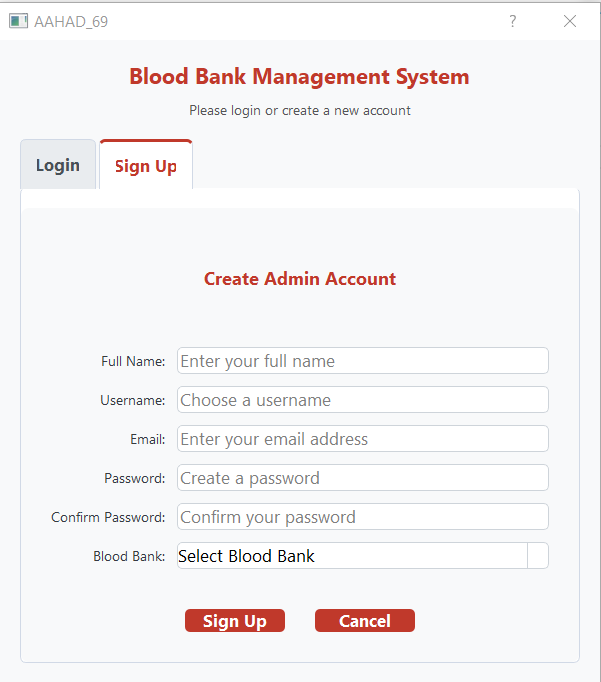 AAHAD_69 ?
Blood Bank Management System
Please login or create a new account
Login Sign Up
Create Admin Account
Full Name: Enter your full name
Username: Choose a username
Email: Enter your email address
Password: Create a password
Confirm Password: Confirm your password
Blood Bank: Select Blood Bank
Sign Up Cancel